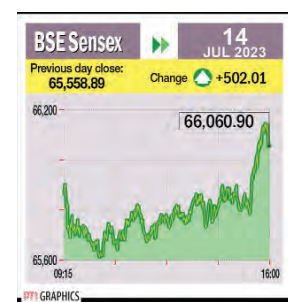 BSE Sensex
14
JUL 2023
Previous day close:
65,558.89
Change +502.01
66,200
66,060.90
65,600
09:15
16:00
PTI GRAPHICS